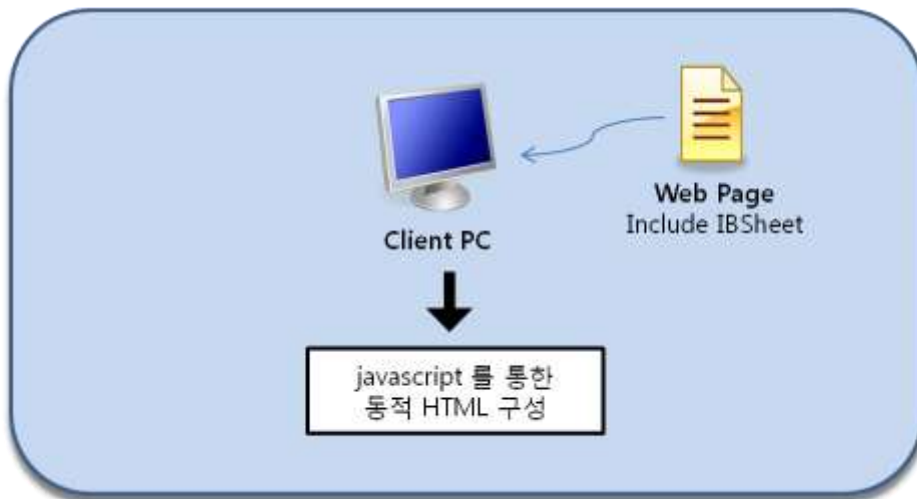 Web Page
Include IBSheet
Client PC
javascript 를 통한
동적 HTML 구성